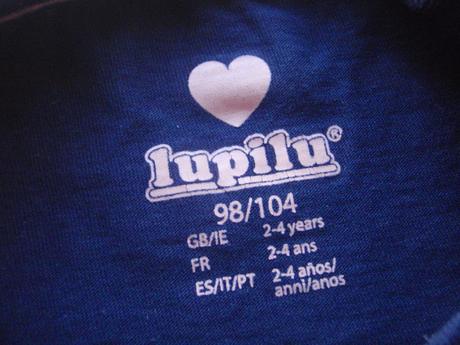 lupilu®
98/104
GB/IE 2-4 years
FR 2-4 ans
ES/IT/PT 2-4 años/
anni/anos